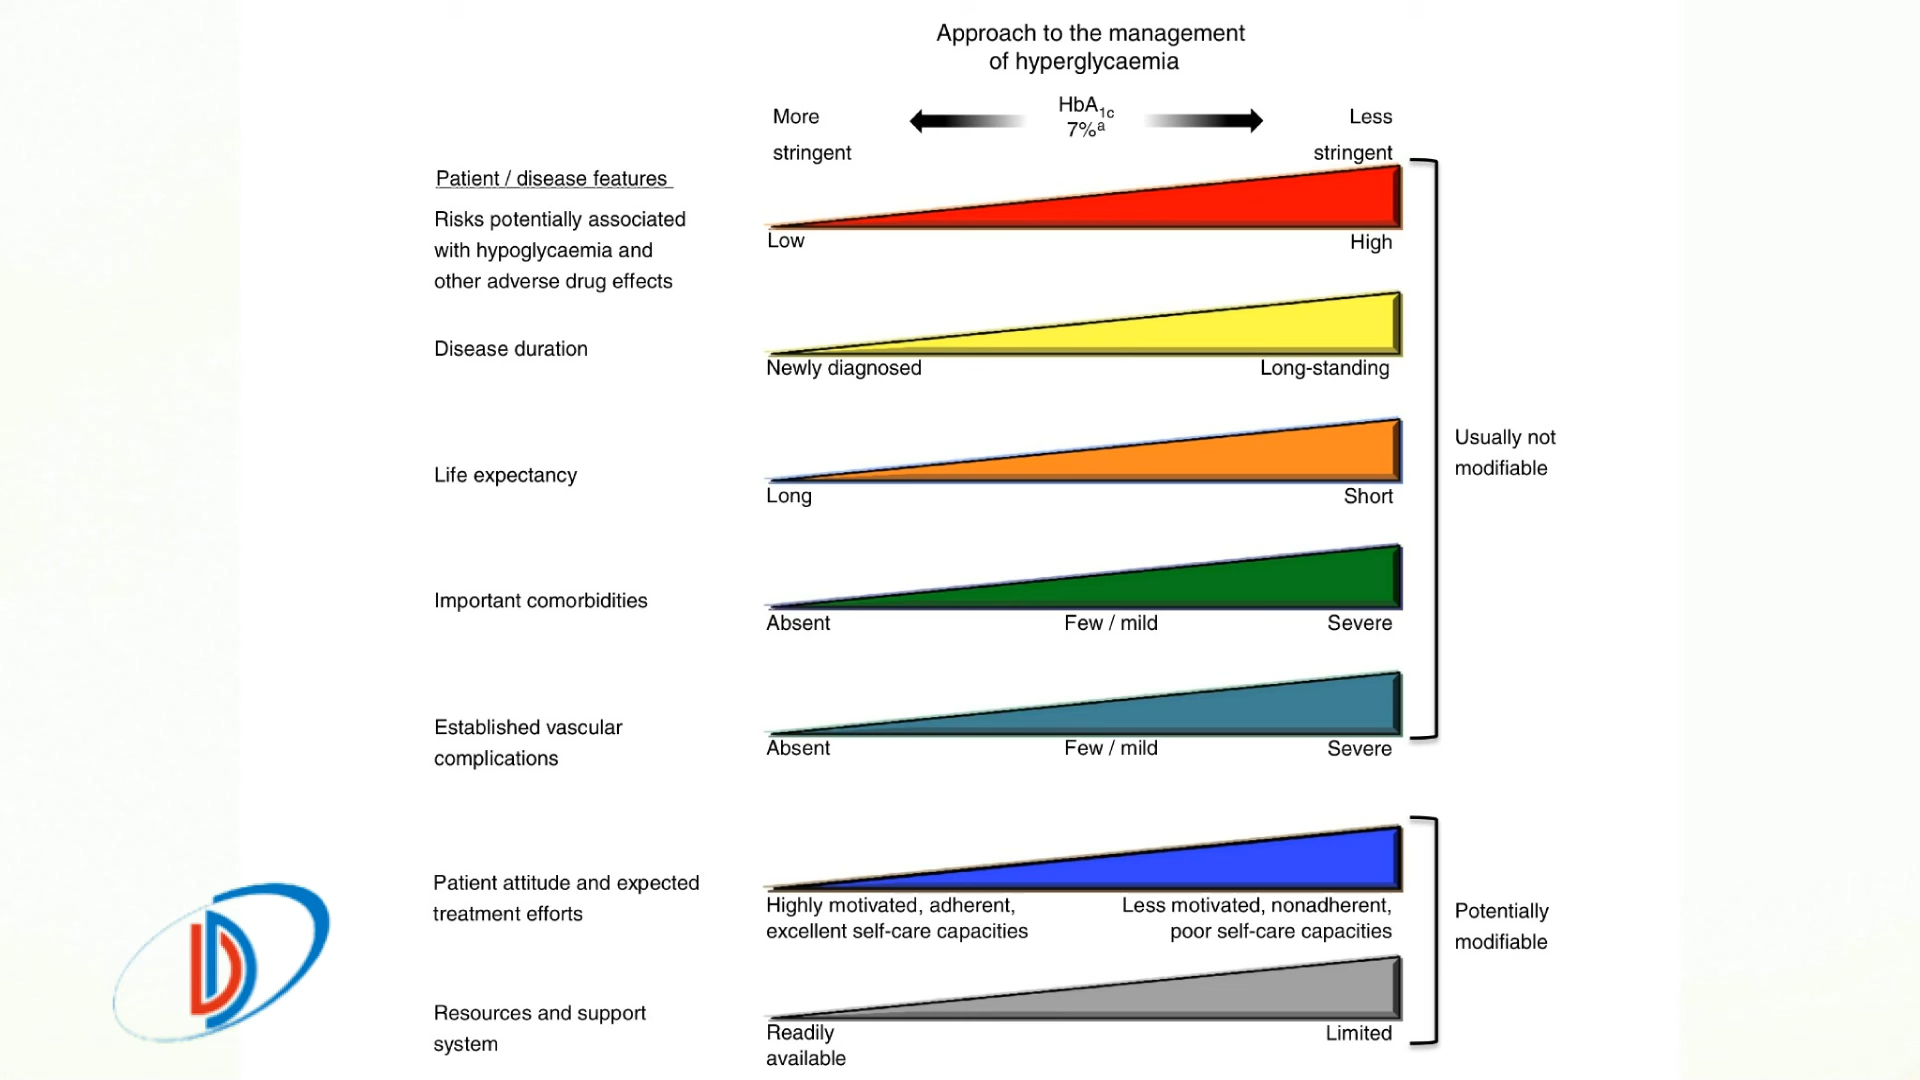 Approach to the management
of hyperglycaemia
More
stringent
HbA1c
7%a
Less
stringent
Patient / disease features
Risks potentially associated
with hypoglycaemia and
other adverse drug effects
Low
High
Disease duration
Newly diagnosed
Long-standing
Life expectancy
Long
Short
Usually not
modifiable
Important comorbidities
Absent
Few / mild
Severe
Established vascular
complications
Absent
Few / mild
Severe
Patient attitude and expected
treatment efforts
Highly motivated, adherent,
excellent self-care capacities
Less motivated, nonadherent,
poor self-care capacities
Potentially
modifiable
Resources and support
system
Readily
available
Limited